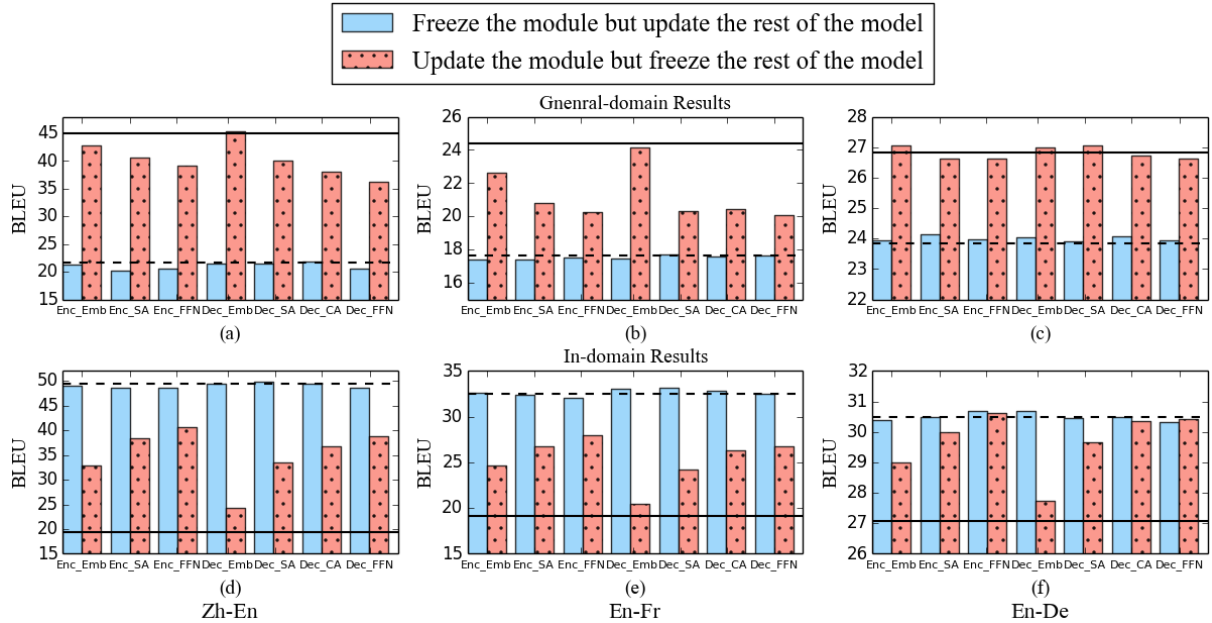 Freeze the module but update the rest of the model
Update the module but freeze the rest of the model
Gnenral-domain Results
BLEU
45
40
35
30
25
20
15
Enc_Emb Enc_SA Enc_FFN Dec_Emb Dec_SA Dec_CA Dec_FFN
(a)
BLEU
26
24
22
20
18
16
Enc_Emb Enc_SA Enc_FFN Dec_Emb Dec_SA Dec_CA Dec_FFN
(b)
BLEU
28
27
26
25
24
23
22
Enc_Emb Enc_SA Enc_FFN Dec_Emb Dec_SA Dec_CA Dec_FFN
(c)
In-domain Results
BLEU
50
45
40
35
30
25
20
15
Enc_Emb Enc_SA Enc_FFN Dec_Emb Dec_SA Dec_CA Dec_FFN
(d)
Zh-En
BLEU
35
30
25
20
15
Enc_Emb Enc_SA Enc_FFN Dec_Emb Dec_SA Dec_CA Dec_FFN
(e)
En-Fr
BLEU
32
31
30
29
28
27
26
Enc_Emb Enc_SA Enc_FFN Dec_Emb Dec_SA Dec_CA Dec_FFN
(f)
En-De